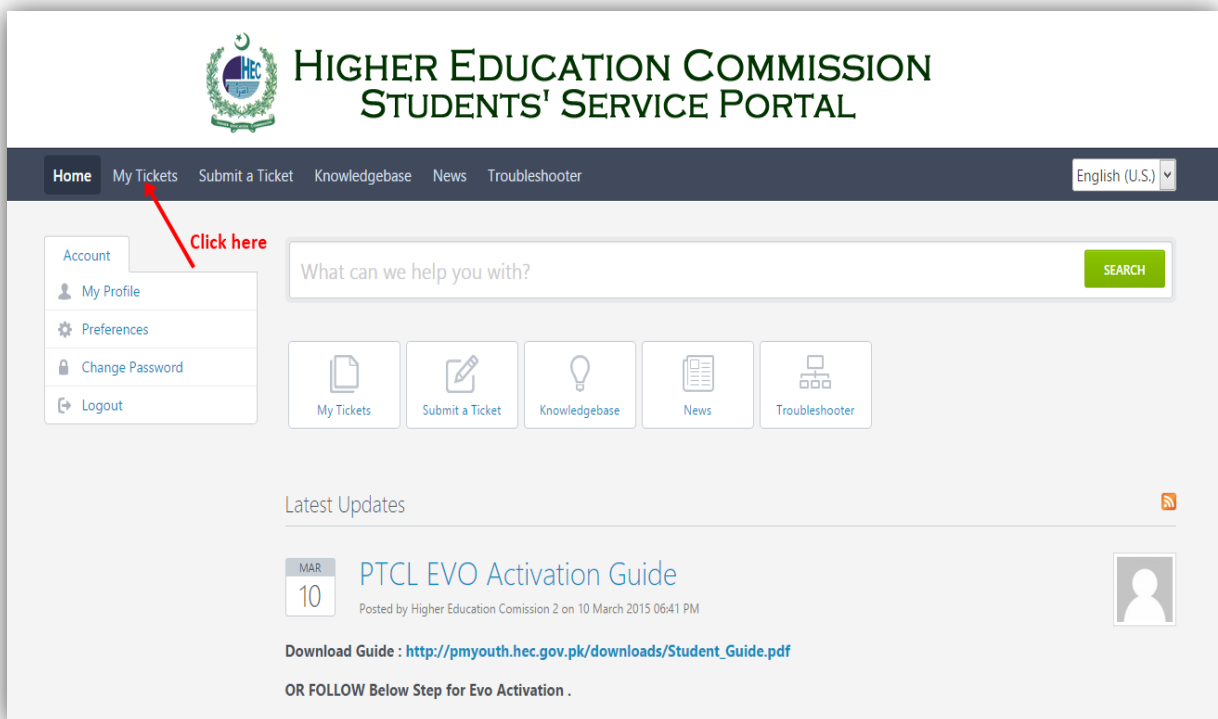 HEC
HIGHER EDUCATION COMMISSION
STUDENTS' SERVICE PORTAL
Home My Tickets Submit a Ticket Knowledgebase News Troubleshooter English (U.S.)
Click here
Account
My Profile
Preferences
Change Password
Logout
What can we help you with? SEARCH
My Tickets Submit a Ticket Knowledgebase News Troubleshooter
Latest Updates
MAR
10
PTCL EVO Activation Guide
Posted by Higher Education Comission 2 on 10 March 2015 06:41 PM
Download Guide : http://pmyouth.hec.gov.pk/downloads/Student_Guide.pdf
OR FOLLOW Below Step for Evo Activation .